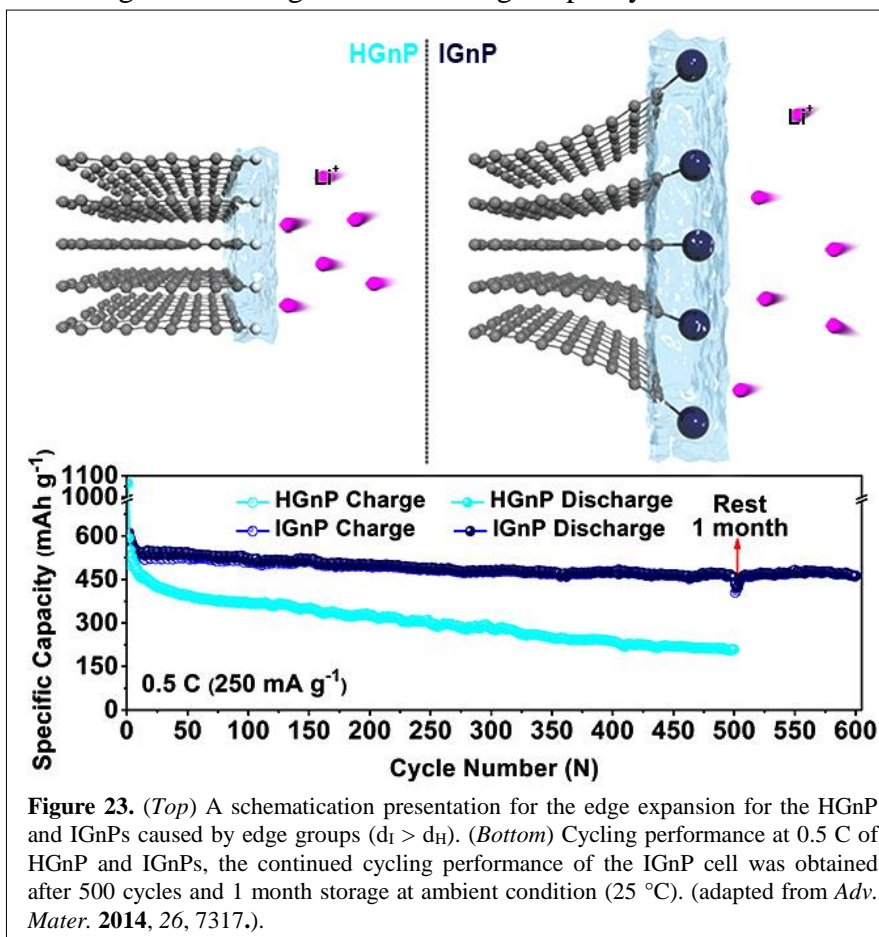 HGnP IGnP
Li+
Li+
1100
1000
600
450
300
150
0
Specific Capacity (mAh g-1)
HGnP Charge HGnP Discharge
IGnP Charge IGnP Discharge
Rest
1 month
0.5 C (250 mA g-1)
0 50 100 150 200 250 300 350 400 450 500 550 600
Cycle Number (N)
Figure 23. (Top) A schematication presentation for the edge expansion for the HGnP
and IGnPs caused by edge groups (dI > dH). (Bottom) Cycling performance at 0.5 C of
HGnP and IGnPs, the continued cycling performance of the IGnP cell was obtained
after 500 cycles and 1 month storage at ambient condition (25 °C). (adapted from Adv.
Mater. 2014, 26, 7317.).